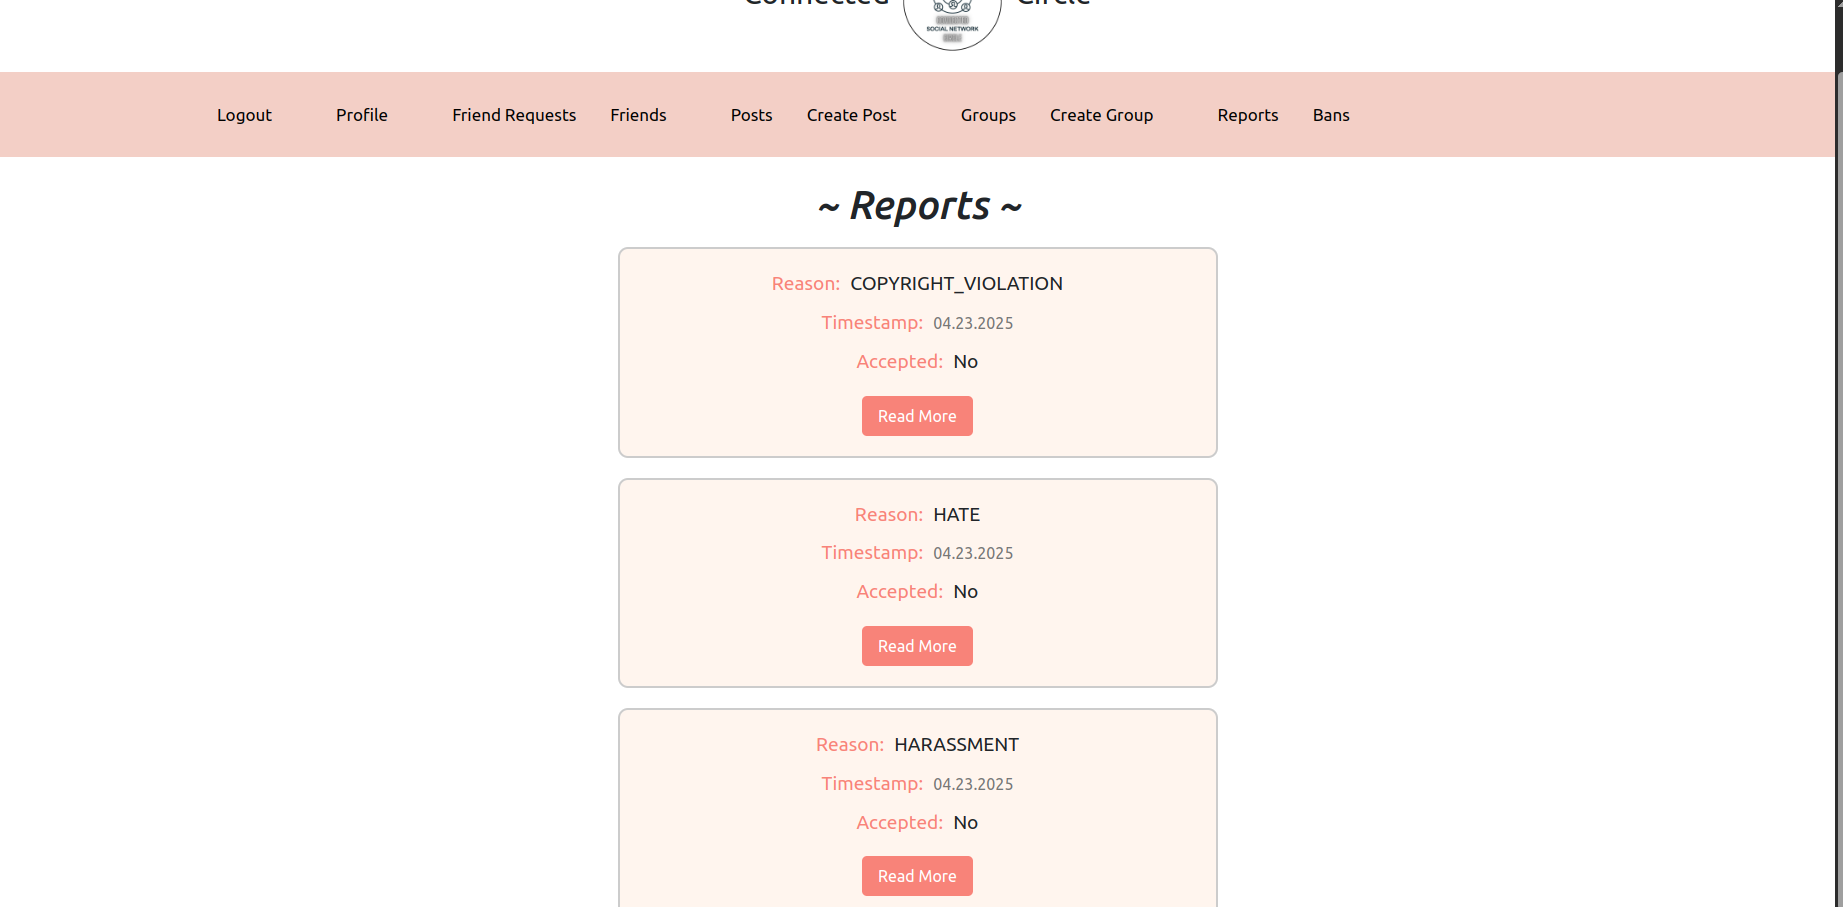 Connected Circle
SOCIAL NETWORK
Logout Profile Friend Requests Friends Posts Create Post Groups Create Group Reports Bans
~ Reports ~
Reason: COPYRIGHT_VIOLATION
Timestamp: 04.23.2025
Accepted: No
Read More
Reason: HATE
Timestamp: 04.23.2025
Accepted: No
Read More
Reason: HARASSMENT
Timestamp: 04.23.2025
Accepted: No
Read More